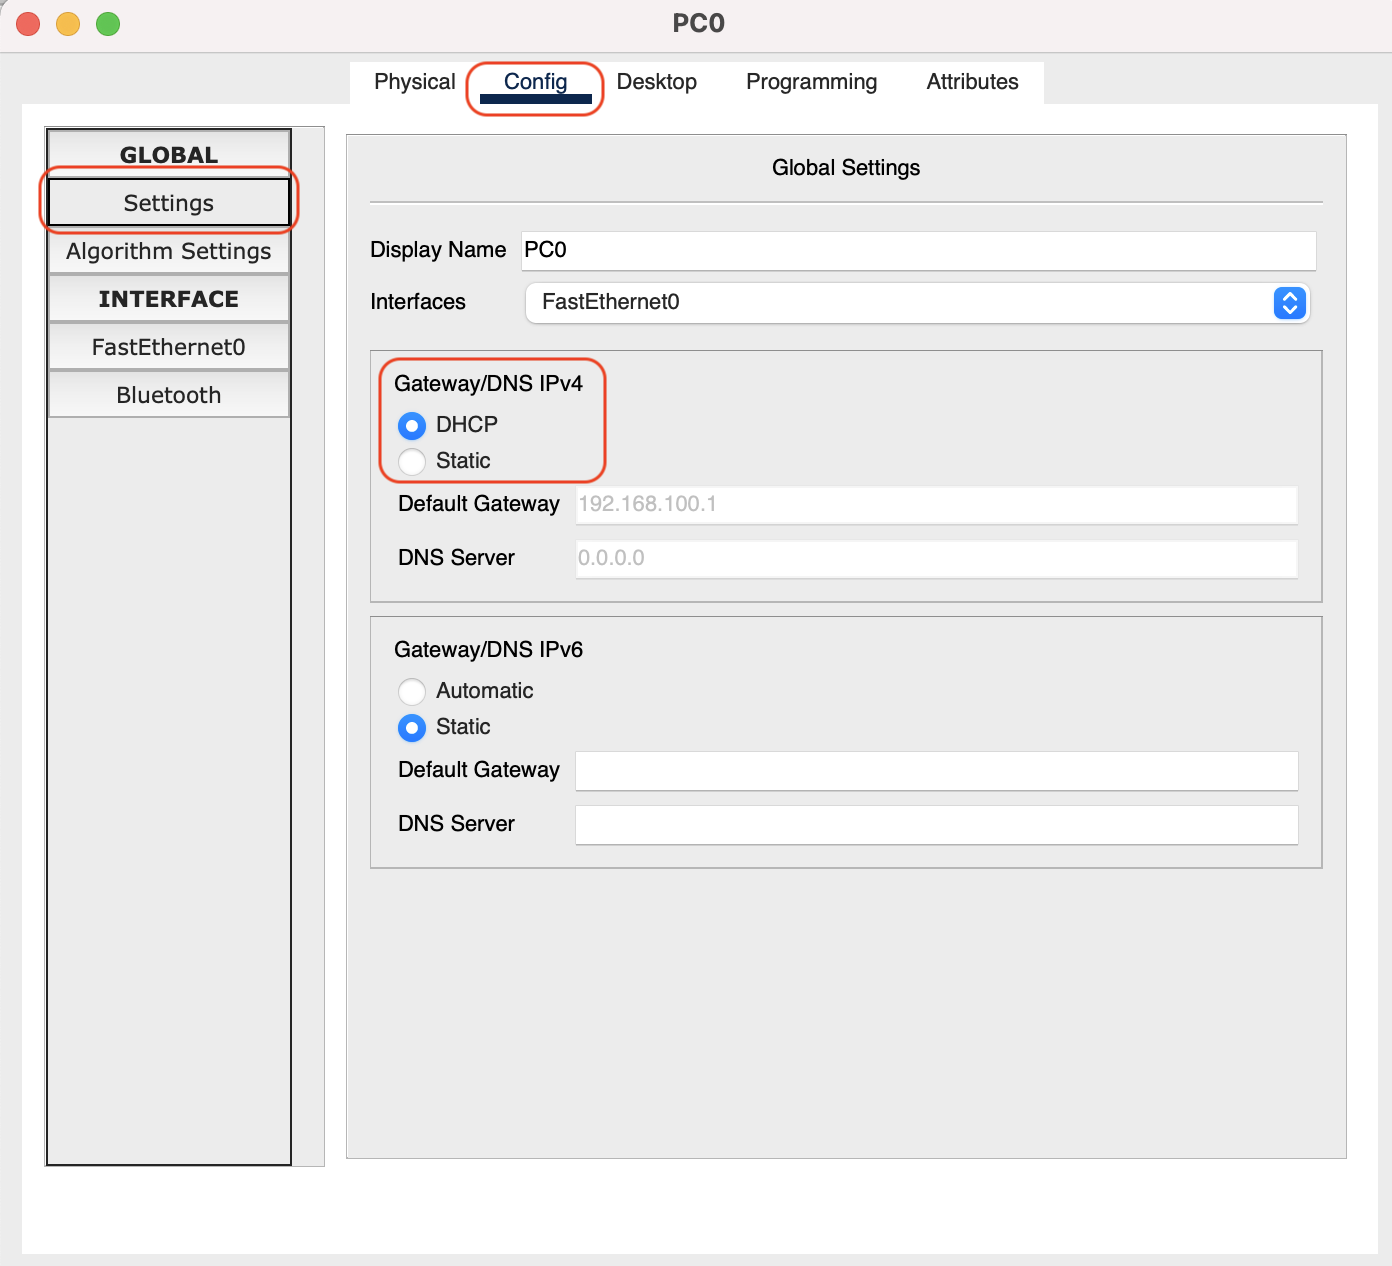 PC0
Physical Config Desktop Programming Attributes
GLOBAL
Settings
Algorithm Settings
INTERFACE
FastEthernet0
Bluetooth
Global Settings
Display Name PC0
Interfaces FastEthernet0
Gateway/DNS IPv4
DHCP
Static
Default Gateway 192.168.100.1
DNS Server 0.0.0.0
Gateway/DNS IPv6
Automatic
Static
Default Gateway
DNS Server